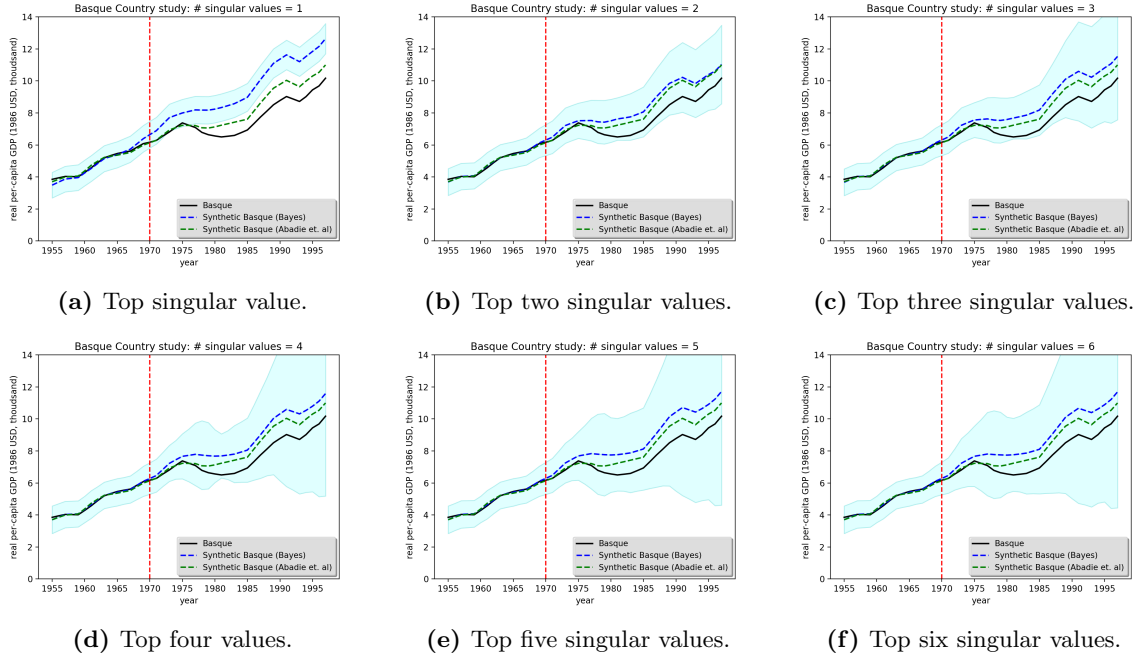 Basque Country study: # singular values = 1
real per-capita GDP (1986 USD, thoudsand)
14
12
10
8
6
4
2
0
Basque
Synthetic Basque (Bayes)
Synthetic Basque (Abadie et. al)
1955 1960 1965 1970 1975 1980 1985 1990 1995
year
(a) Top singular value.
Basque Country study: # singular values = 2
real per-capita GDP (1986 USD, thoudsand)
14
12
10
8
6
4
2
0
Basque
Synthetic Basque (Bayes)
Synthetic Basque (Abadie et. al)
1955 1960 1965 1970 1975 1980 1985 1990 1995
year
(b) Top two singular values.
Basque Country study: # singular values = 3
real per-capita GDP (1986 USD, thoudsand)
14
12
10
8
6
4
2
0
Basque
Synthetic Basque (Bayes)
Synthetic Basque (Abadie et. al)
1955 1960 1965 1970 1975 1980 1985 1990 1995
year
(c) Top three singular values.
Basque Country study: # singular values = 4
real per-capita GDP (1986 USD, thoudsand)
14
12
10
8
6
4
2
0
Basque
Synthetic Basque (Bayes)
Synthetic Basque (Abadie et. al)
1955 1960 1965 1970 1975 1980 1985 1990 1995
year
(d) Top four values.
Basque Country study: # singular values = 5
real per-capita GDP (1986 USD, thoudsand)
14
12
10
8
6
4
2
0
Basque
Synthetic Basque (Bayes)
Synthetic Basque (Abadie et. al)
1955 1960 1965 1970 1975 1980 1985 1990 1995
year
(e) Top five singular values.
Basque Country study: # singular values = 6
real per-capita GDP (1986 USD, thoudsand)
14
12
10
8
6
4
2
0
Basque
Synthetic Basque (Bayes)
Synthetic Basque (Abadie et. al)
1955 1960 1965 1970 1975 1980 1985 1990 1995
year
(f) Top six singular values.